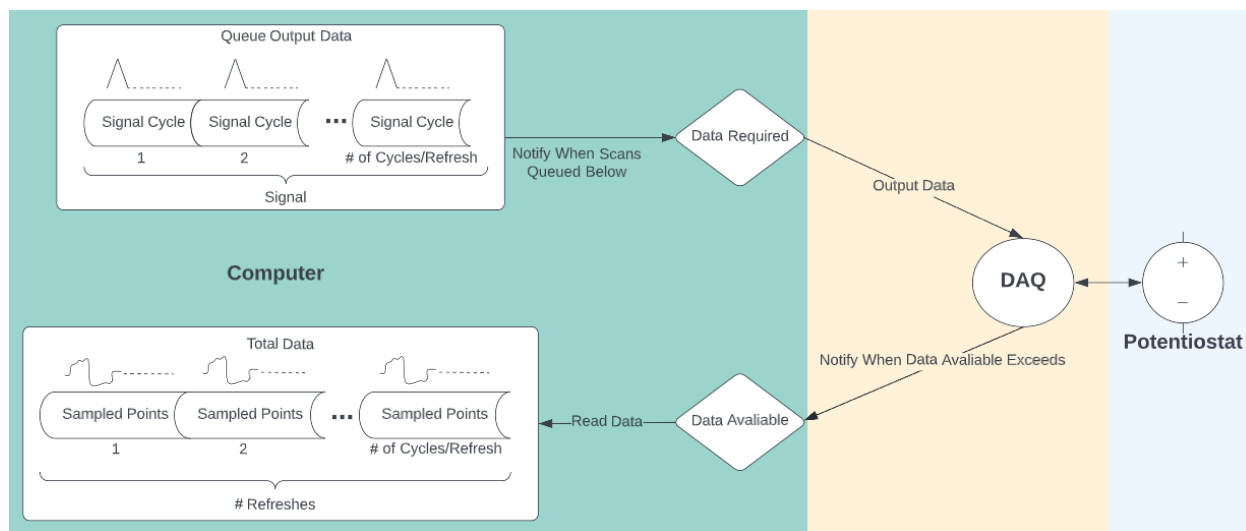 Queue Output Data
Signal Cycle
Signal Cycle
...
Signal Cycle
1
2
# of Cycles/Refresh
Signal
Notify When Scans
Queued Below
Data Required
Output Data
Computer
DAQ
+
−
Potentiostat
Total Data
Sampled Points
Sampled Points
...
Sampled Points
1
2
# of Cycles/Refresh
# Refreshes
Read Data
Data Avaliable
Notify When Data Avaliable Exceeds